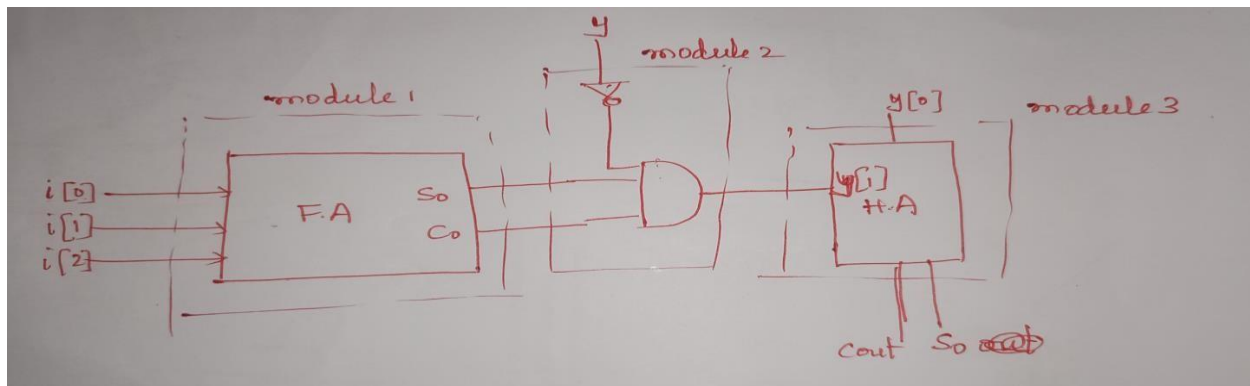 y
module 2
module 1
y[0]
module 3
i[0]
i[1]
i[2]
F.A
So
Co
y[1]
H.A
Cout So